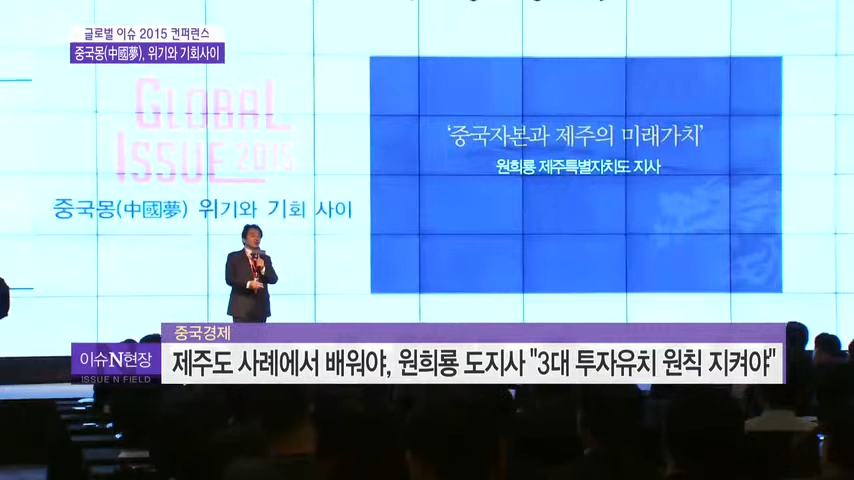 글로벌 이슈 2015 컨퍼런스
중국몽(中國夢), 위기와 기회사이
GLOBAL
ISSUE 2015
중국몽(中國夢) 위기와 기회 사이
'중국자본과 제주의 미래가치'
원희룡 제주특별자치도 지사
중국경제
이슈N현장
ISSUE N FIELD
제주도 사례에서 배워야, 원희룡 도지사 "3대 투자유치 원칙 지켜야"